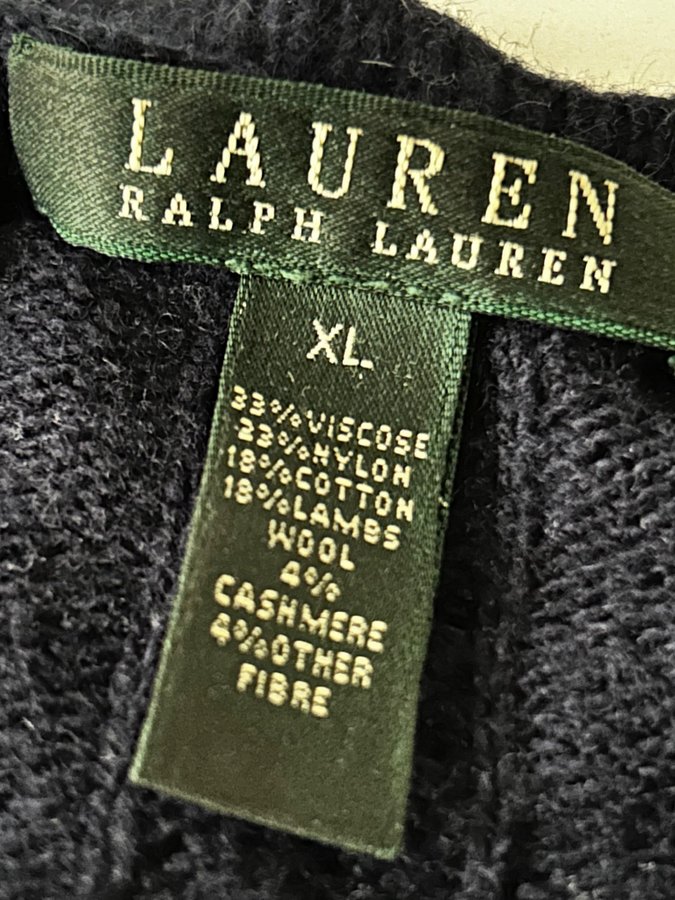 LAUREN
RALPH LAUREN
XL
33%VISCOSE
23%NYLON
18%COTTON
18%LAMBS
WOOL
4%
CASHMERE
4%OTHER
FIBRE